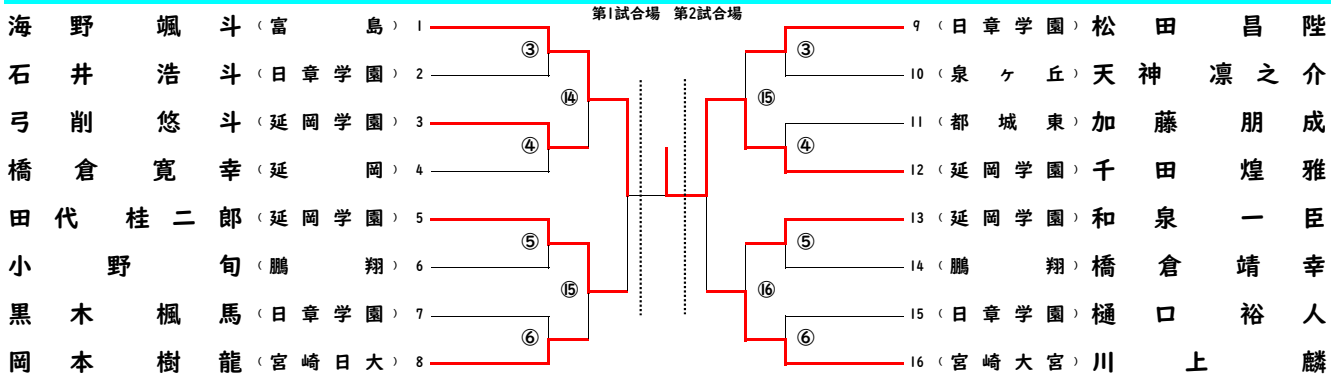 第1試合場 第2試合場
海野 颯斗（富島）1
石井 浩斗（日章学園）2
弓削 悠斗（延岡学園）3
橋倉 寛幸（延岡）4
田代 桂二郎（延岡学園）5
小野 旬（鵬翔）6
黒木 楓馬（日章学園）7
岡本 樹龍（宮崎日大）8
③
④
⑤
⑥
⑭
⑮
⑮
⑯
③
④
⑤
⑥
9（日章学園）松田 昌陛
10（泉ヶ丘）天神 凛之介
11（都城東）加藤 朋成
12（延岡学園）千田 煌雅
13（延岡学園）和泉 一臣
14（鵬翔）橋倉 靖幸
15（日章学園）樋口 裕人
16（宮崎大宮）川上 麟